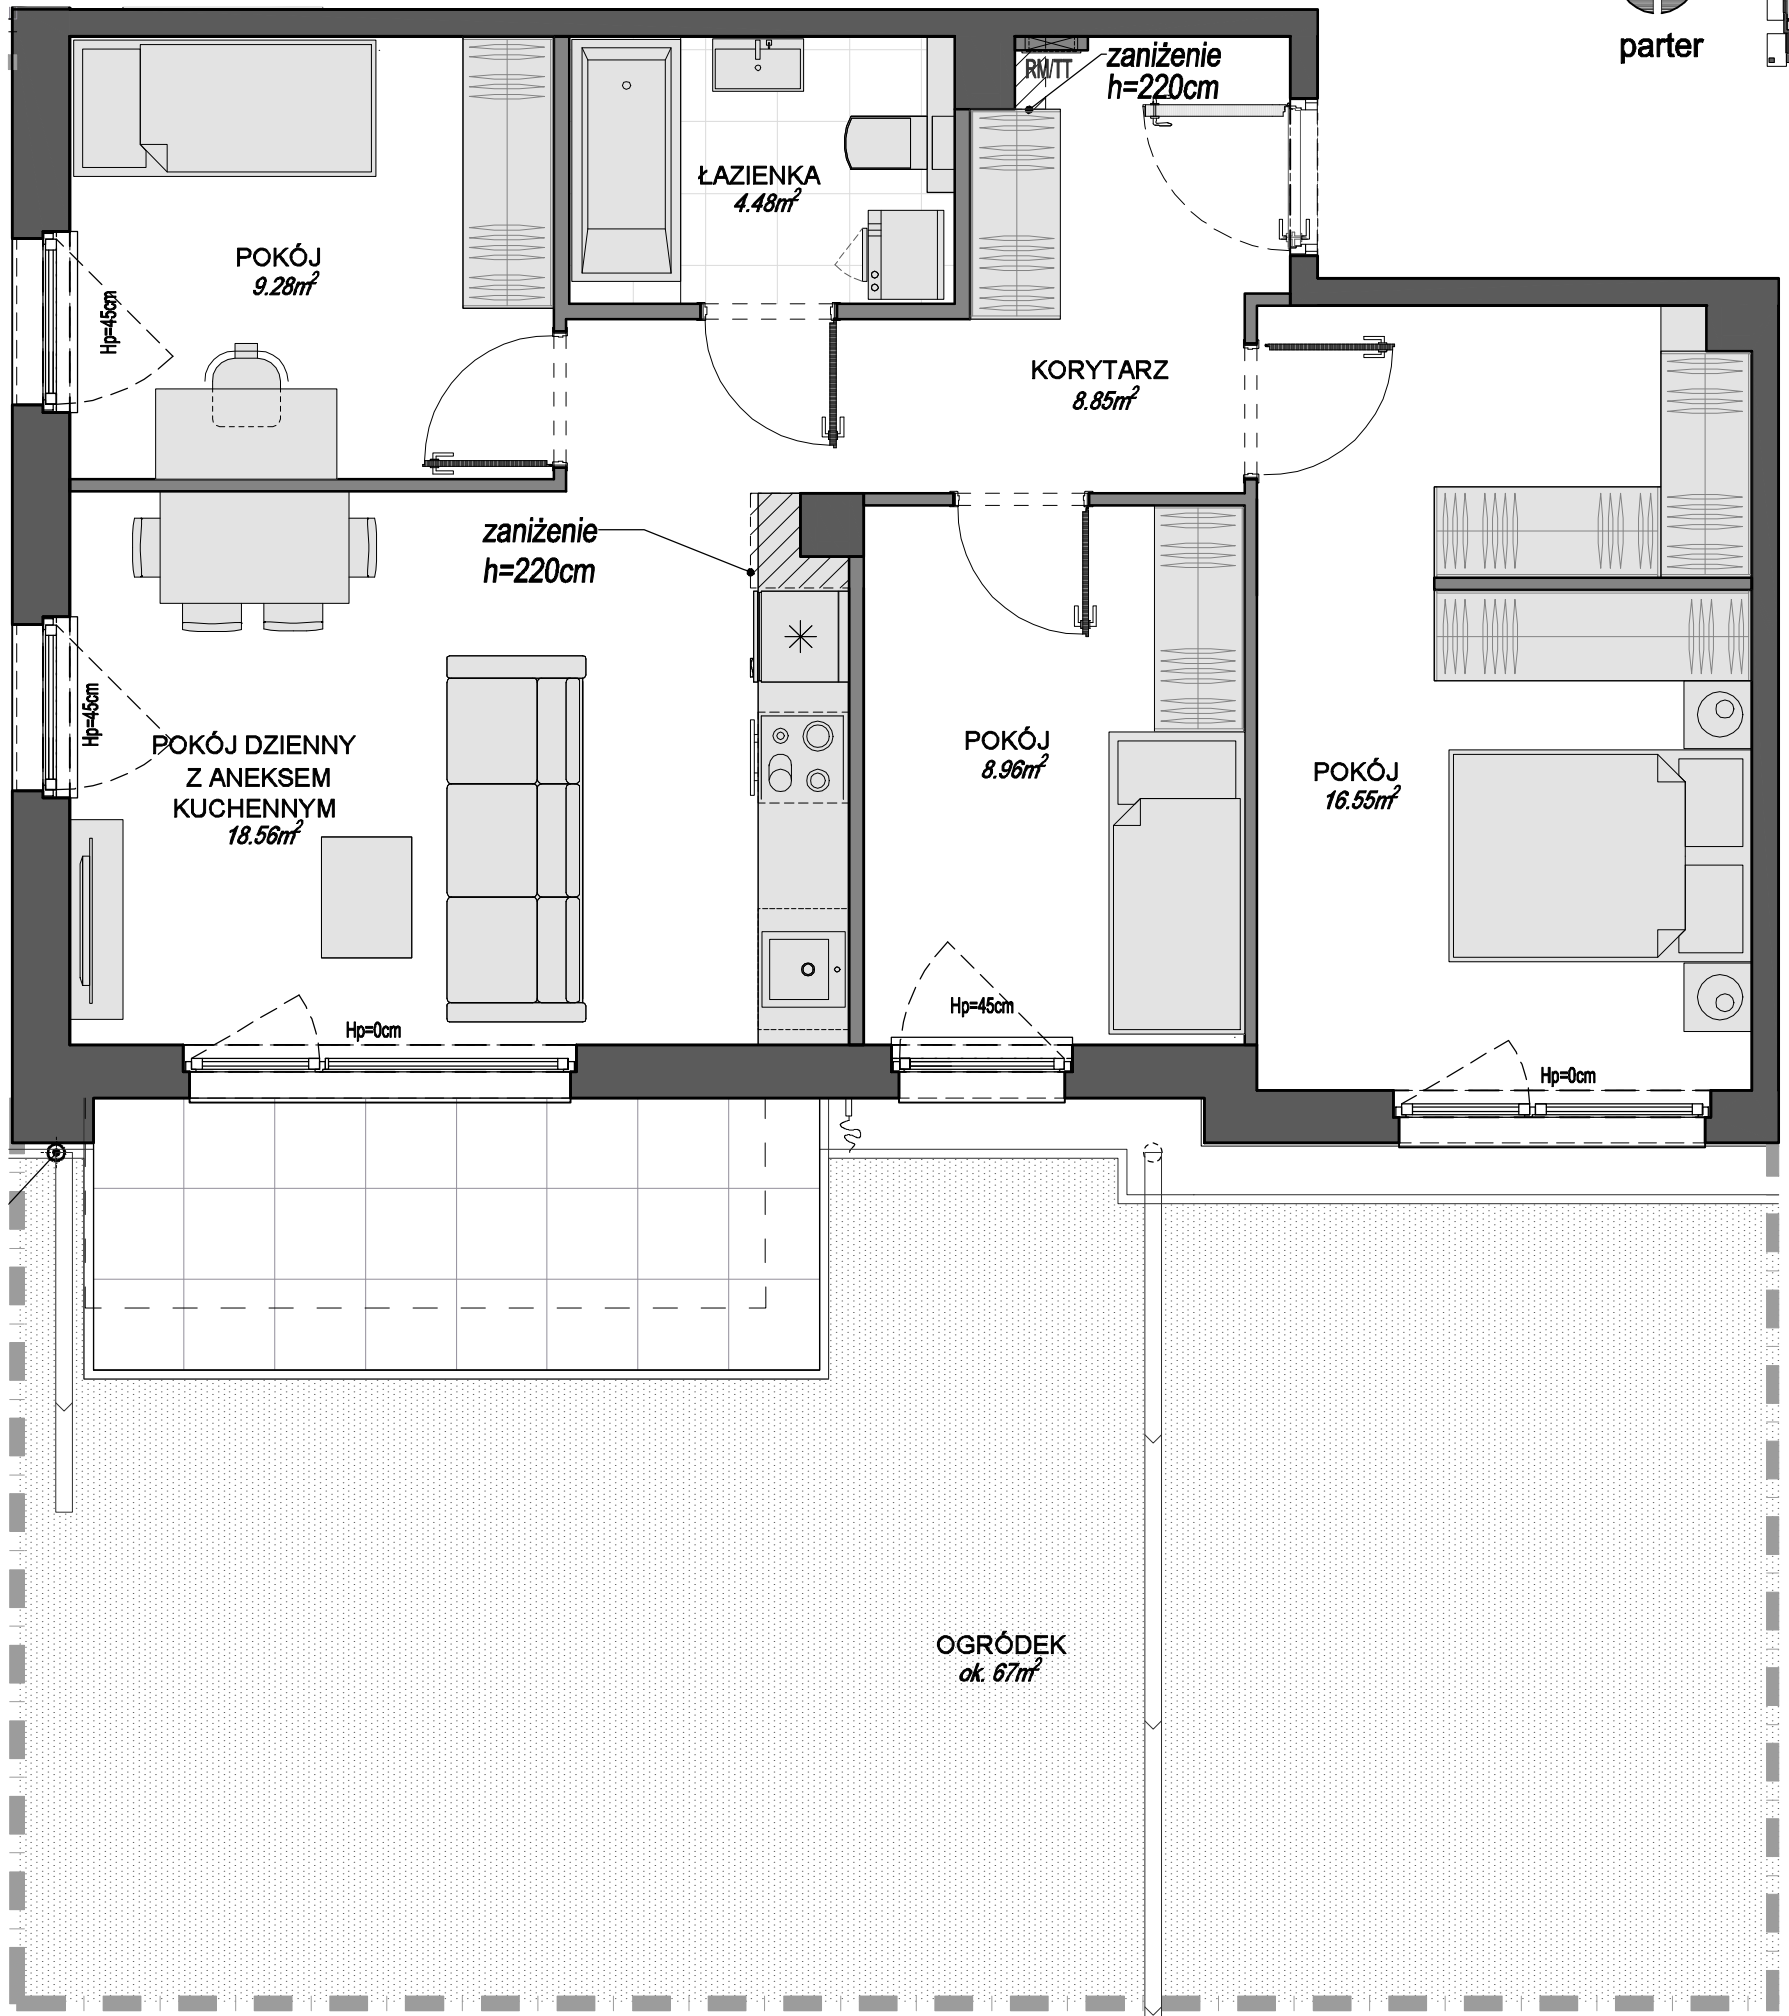 parter
zaniżenie
h=220cm
RM/TT
ŁAZIENKA
4.48m²
POKÓJ
9.28m²
Hp=45cm
KORYTARZ
8.85m²
zaniżenie
h=220cm
Hp=45cm
POKÓJ DZIENNY
Z ANEKSEM
KUCHENNYM
18.56m²
POKÓJ
8.96m²
POKÓJ
16.55m²
Hp=45cm
Hp=0cm
Hp=0cm
OGRÓDEK
ok. 67m²